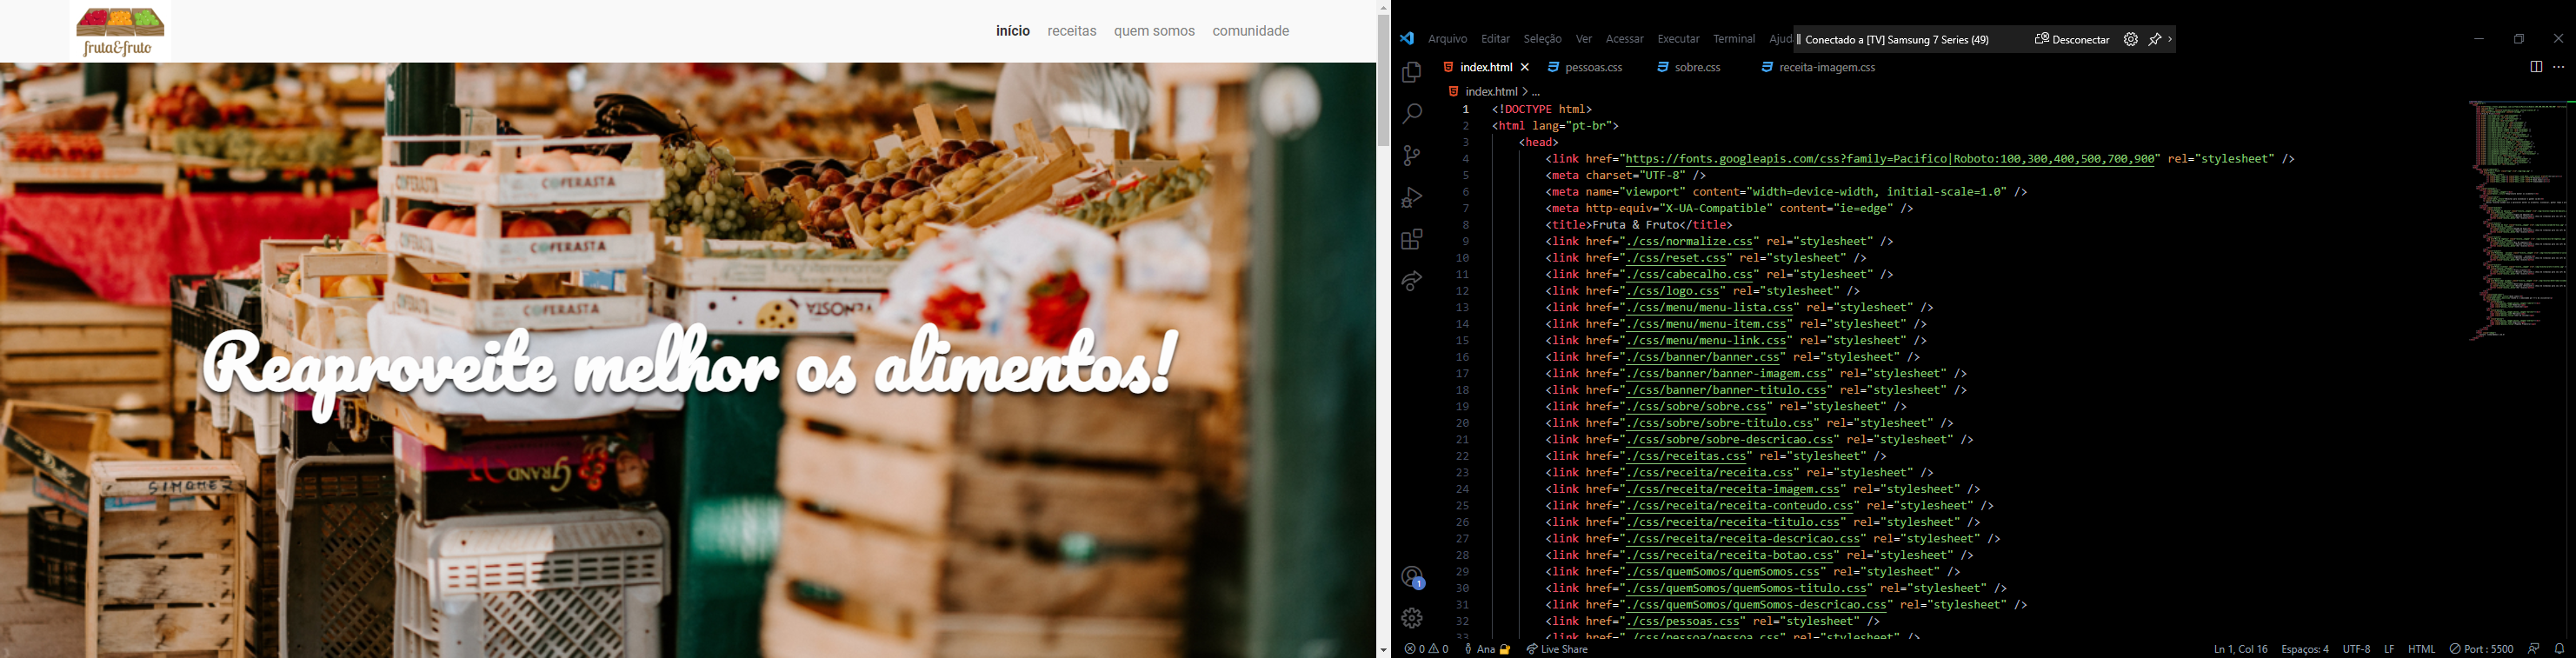 fruta&fruto
início receitas quem somos comunidade
COFERASTA
COFERASTA
COFERASTA
Reaproveite melhor os alimentos!
GRAND
SIMONEZ
Arquivo Editar Seleção Ver Acessar Executar Terminal Ajud
Conectado a [TV] Samsung 7 Series (49) Desconectar
index.html pessoas.css sobre.css receita-imagem.css
index.html > ...
1 <!DOCTYPE html>
2 <html lang="pt-br">
3 <head>
4 <link href="https://fonts.googleapis.com/css?family=Pacifico|Roboto:100,300,400,500,700,900" rel="stylesheet" />
5 <meta charset="UTF-8" />
6 <meta name="viewport" content="width=device-width, initial-scale=1.0" />
7 <meta http-equiv="X-UA-Compatible" content="ie=edge" />
8 <title>Fruta & Fruto</title>
9 <link href="./css/normalize.css" rel="stylesheet" />
10 <link href="./css/reset.css" rel="stylesheet" />
11 <link href="./css/cabecalho.css" rel="stylesheet" />
12 <link href="./css/logo.css" rel="stylesheet" />
13 <link href="./css/menu/menu-lista.css" rel="stylesheet" />
14 <link href="./css/menu/menu-item.css" rel="stylesheet" />
15 <link href="./css/menu/menu-link.css" rel="stylesheet" />
16 <link href="./css/banner/banner.css" rel="stylesheet" />
17 <link href="./css/banner/banner-imagem.css" rel="stylesheet" />
18 <link href="./css/banner/banner-titulo.css" rel="stylesheet" />
19 <link href="./css/sobre/sobre.css" rel="stylesheet" />
20 <link href="./css/sobre/sobre-titulo.css" rel="stylesheet" />
21 <link href="./css/sobre/sobre-descricao.css" rel="stylesheet" />
22 <link href="./css/receitas.css" rel="stylesheet" />
23 <link href="./css/receita/receita.css" rel="stylesheet" />
24 <link href="./css/receita/receita-imagem.css" rel="stylesheet" />
25 <link href="./css/receita/receita-conteudo.css" rel="stylesheet" />
26 <link href="./css/receita/receita-titulo.css" rel="stylesheet" />
27 <link href="./css/receita/receita-descricao.css" rel="stylesheet" />
28 <link href="./css/receita/receita-botao.css" rel="stylesheet" />
29 <link href="./css/quemSomos/quemSomos.css" rel="stylesheet" />
30 <link href="./css/quemSomos/quemSomos-titulo.css" rel="stylesheet" />
31 <link href="./css/quemSomos/quemSomos-descricao.css" rel="stylesheet" />
32 <link href="./css/pessoas.css" rel="stylesheet" />
33 <link href="./css/pessoa/pessoa.css" rel="stylesheet" />
1
0 0 Ana Live Share Ln 1, Col 16 Espaços: 4 UTF-8 LF HTML Port : 5500